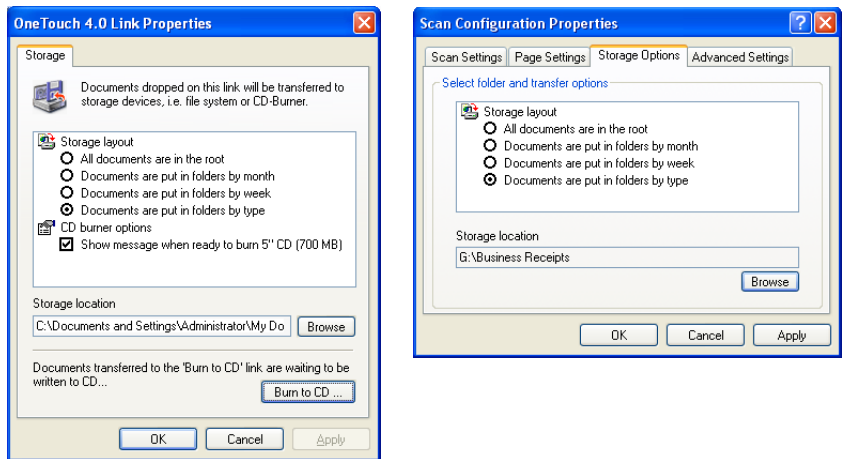 OneTouch 4.0 Link Properties
Storage
Documents dropped on this link will be transferred to
storage devices, i.e. file system or CD-Burner.
Storage layout
All documents are in the root
Documents are put in folders by month
Documents are put in folders by week
Documents are put in folders by type
CD burner options
Show message when ready to burn 5" CD (700 MB)
Storage location
C:\Documents and Settings\Administrator\My Do
Browse
Documents transferred to the 'Burn to CD' link are waiting to be
written to CD...
Burn to CD ...
OK Cancel Apply
Scan Configuration Properties
Scan Settings Page Settings Storage Options Advanced Settings
Select folder and transfer options
Storage layout
All documents are in the root
Documents are put in folders by month
Documents are put in folders by week
Documents are put in folders by type
Storage location
G:\Business Receipts
Browse
OK Cancel Apply